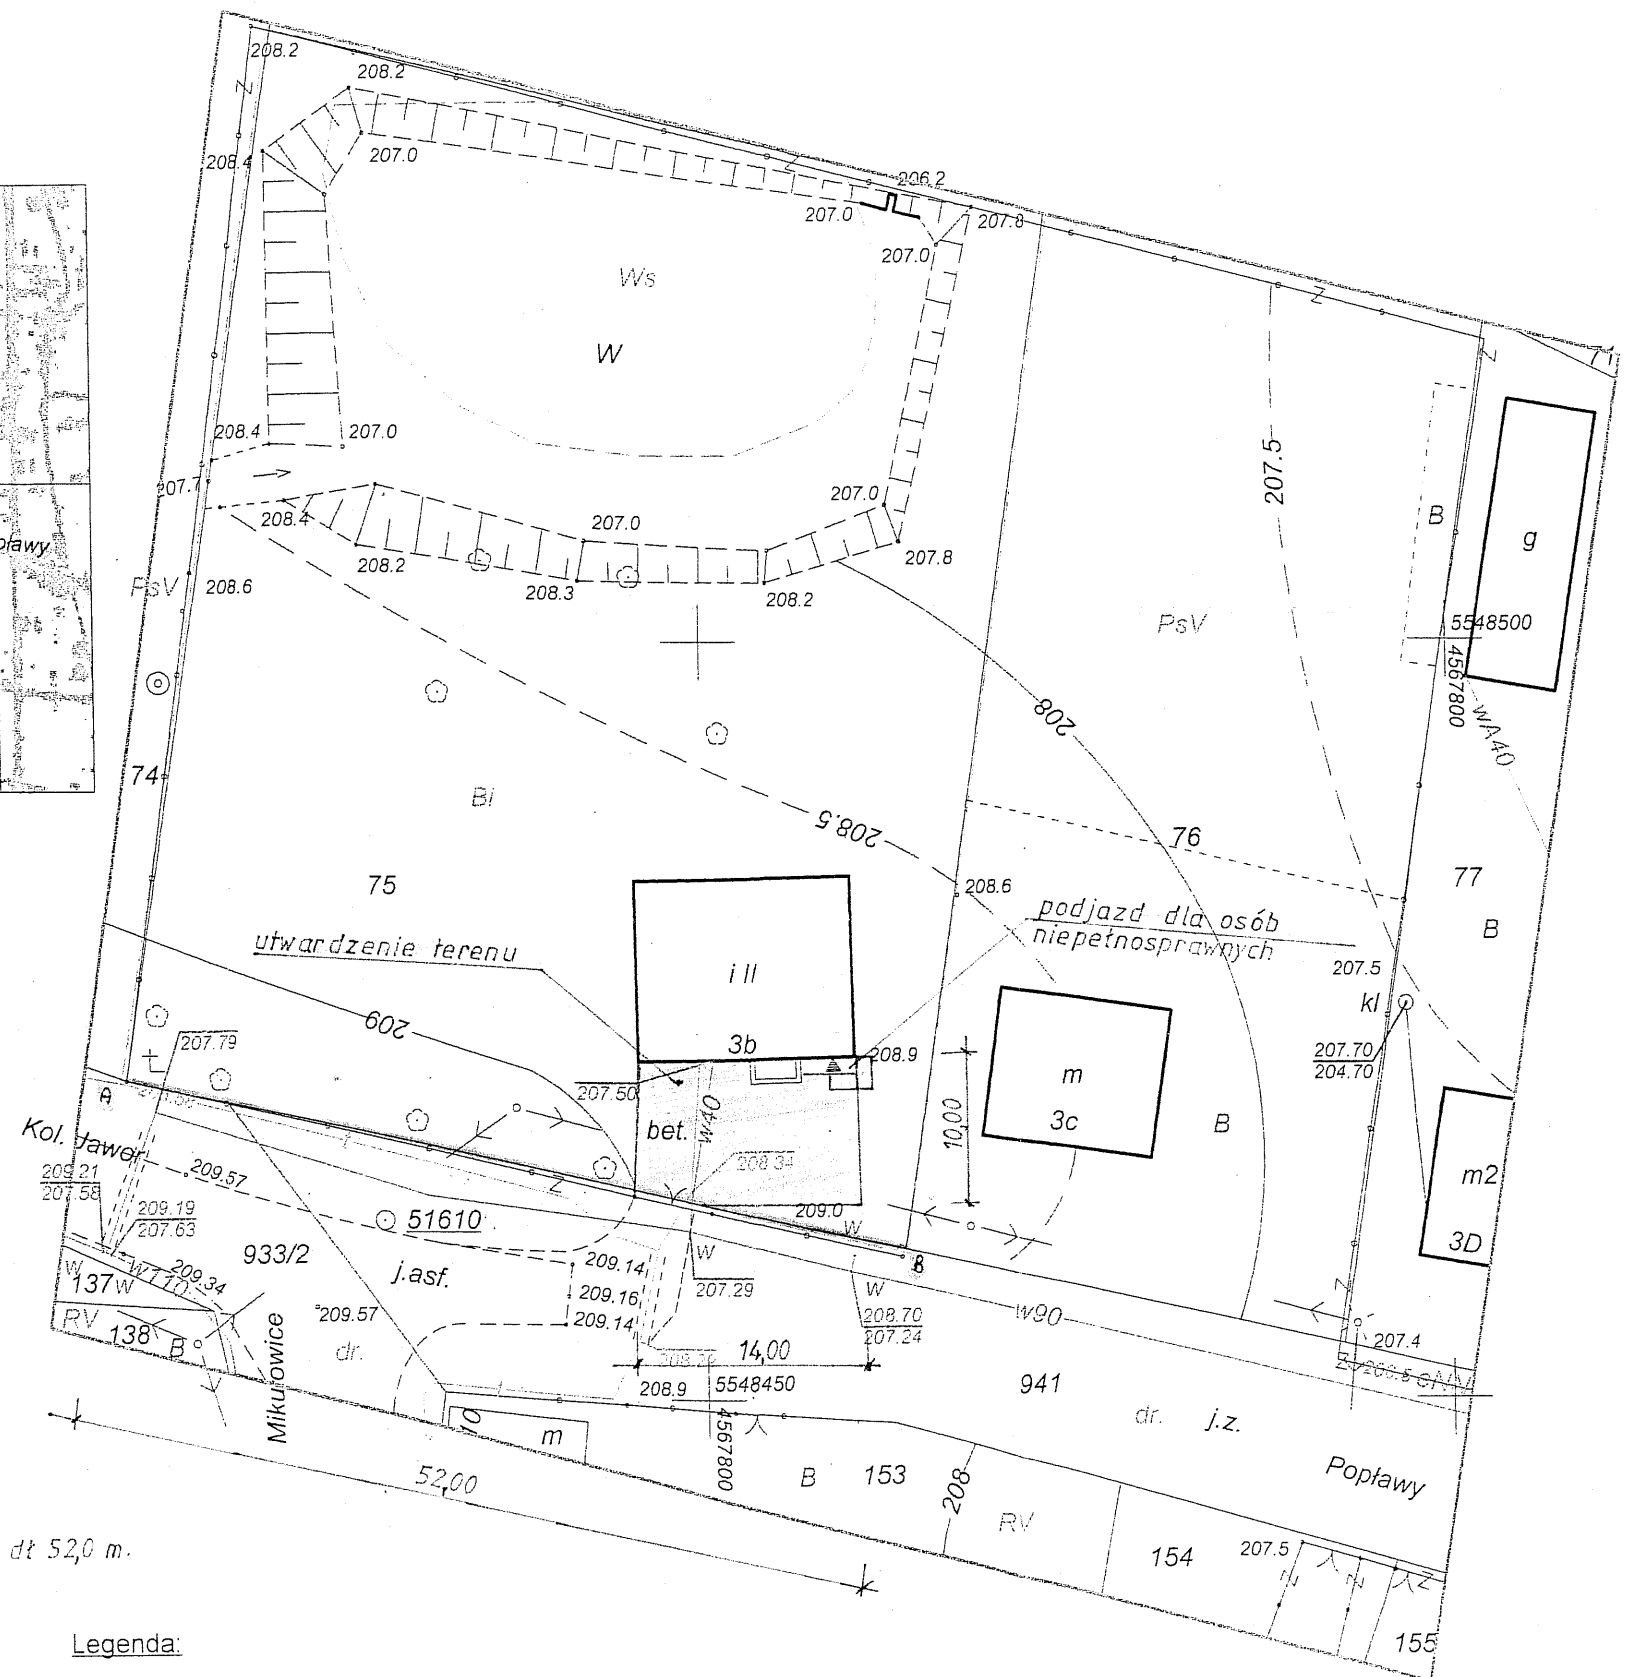 208.2
Z
208.2
208.4
207.0
Z
206.2
207.0
207.8
207.0
Ws
W
Z
Z
B
g
207.5
208.4
207.0
207.7
208.4
207.0
207.0
208.2
207.8
208.3
208.2
PsV
208.6
PsV
5548500
4567800
wA40
208
74
Bi
208.5
76
77
B
75
208.6
podjazd dla osób
niepełnosprawnych
utwardzenie terenu
i II
207.5
kl
209
3b
208.9
207.79
207.70
204.70
207.50
m
3c
10,00
A
bet.
w40
B
Kol. Jawor
208.34
m2
209.21
207.58
209.57
209.19
207.63
51610
Z
209.0
W
B
3D
933/2
j.asf.
209.14
W
207.29
W
w110
209.34
W
137
W
209.16
208.70
207.24
w90
Z
RV
138
B
209.57
209.14
207.4
dr.
14,00
Mikułowice
208.9
5548450
4567800
941
eNN
dr.
j.z.
10
m
52,00
B
153
208
RV
Popławy
154
207.5
Z
Z
Z
155
dł 52,0 m.
Legenda: